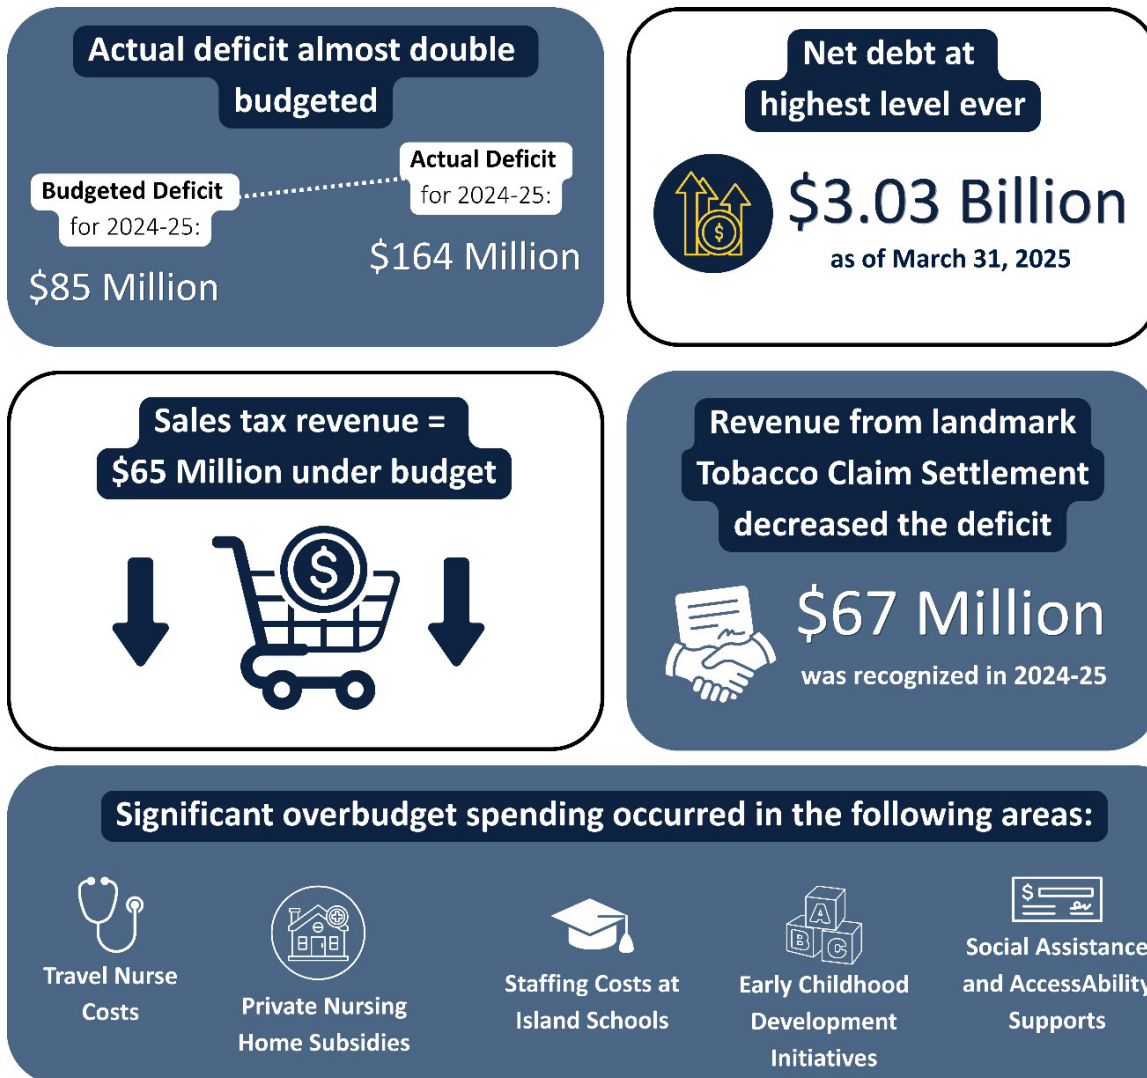 Actual deficit almost double
budgeted
Budgeted Deficit
for 2024-25:
$85 Million
Actual Deficit
for 2024-25:
$164 Million
Net debt at
highest level ever
$
$3.03 Billion
as of March 31, 2025
Sales tax revenue =
$65 Million under budget
$
Revenue from landmark
Tobacco Claim Settlement
decreased the deficit
$67 Million
was recognized in 2024-25
Significant overbudget spending occurred in the following areas:
Travel Nurse
Costs
Private Nursing
Home Subsidies
Staffing Costs at
Island Schools
A
B C
Early Childhood
Development
Initiatives
$
Social Assistance
and AccessAbility
Supports